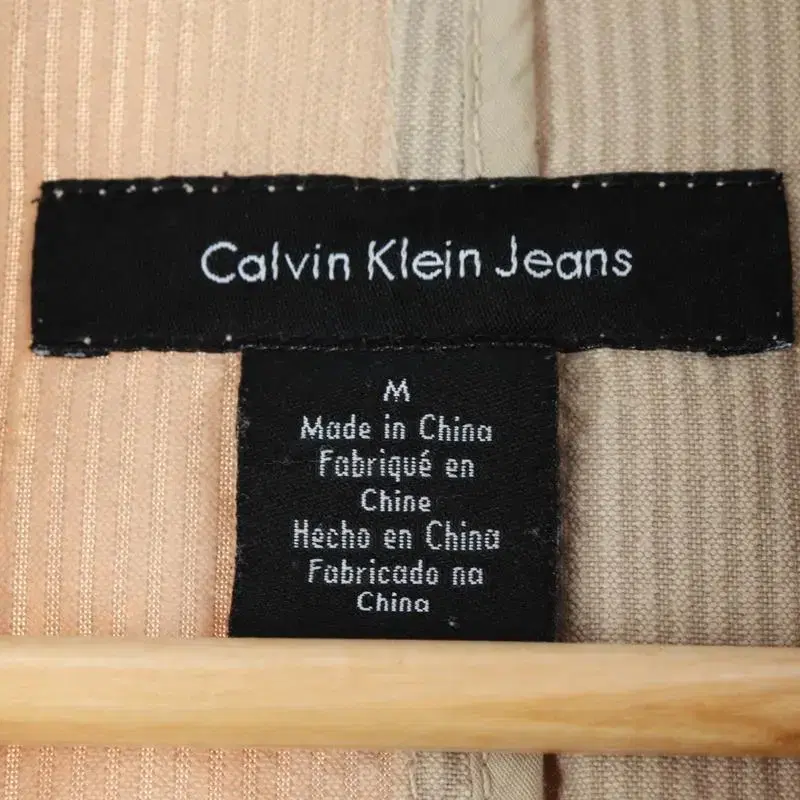 Calvin Klein Jeans
M
Made in China
Fabriqué en
Chine
Hecho en China
Fabricado na
China